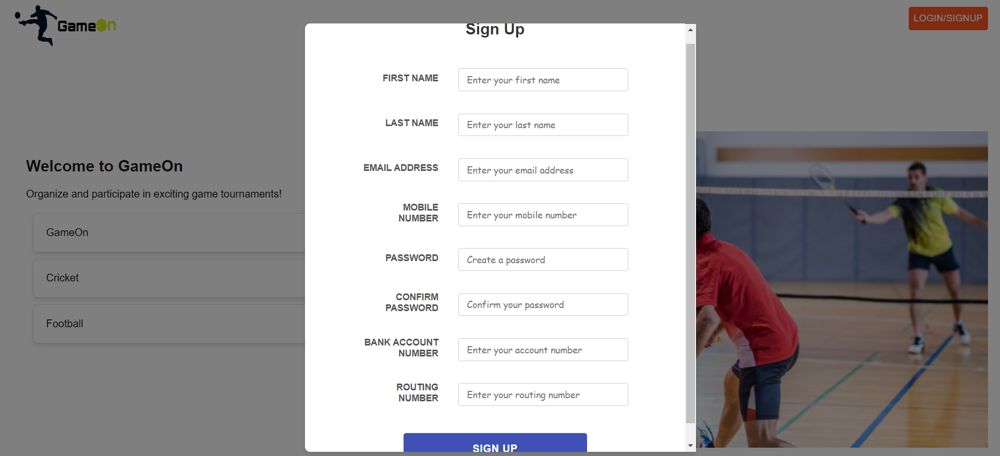 GameOn
LOGIN/SIGNUP
Welcome to GameOn
Organize and participate in exciting game tournaments!
GameOn
Cricket
Football
Sign Up
FIRST NAME
Enter your first name
LAST NAME
Enter your last name
EMAIL ADDRESS
Enter your email address
MOBILE
NUMBER
Enter your mobile number
PASSWORD
Create a password
CONFIRM
PASSWORD
Confirm your password
BANK ACCOUNT
NUMBER
Enter your account number
ROUTING
NUMBER
Enter your routing number
SIGN UP